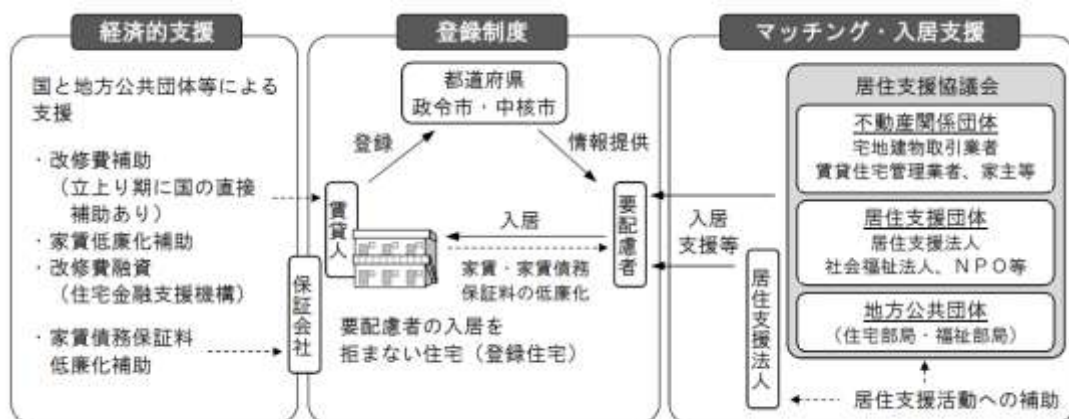 経済的支援
国と地方公共団体等による
支援
・改修費補助
（立上り期に国の直接
補助あり）
・家賃低廉化補助
・改修費融資
（住宅金融支援機構）
・家賃債務保証料
低廉化補助
保証会社
登録制度
都道府県
政令市・中核市
登録
情報提供
賃貸人
入居
家賃・家賃債務
保証料の低廉化
要配慮者
要配慮者の入居を
拒まない住宅（登録住宅）
マッチング・入居支援
居住支援協議会
不動産関係団体
宅地建物取引業者
賃貸住宅管理業者、家主等
居住支援団体
居住支援法人
社会福祉法人、ＮＰＯ等
地方公共団体
（住宅部局・福祉部局）
入居
支援等
居住支援法人
居住支援活動への補助